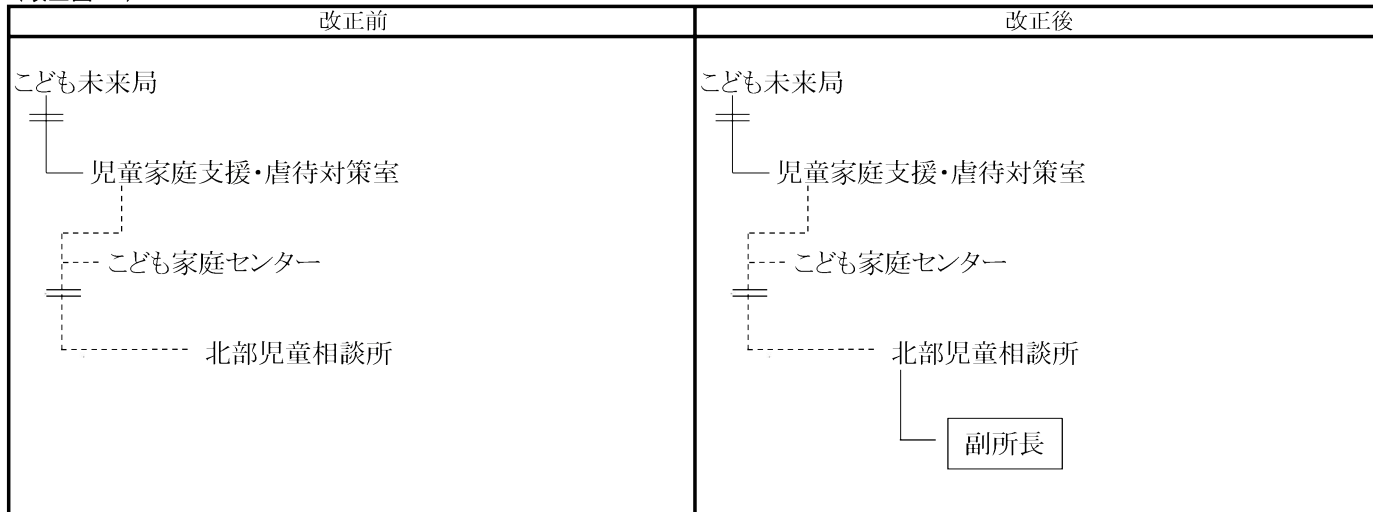 改正前
改正後
こども未来局
児童家庭支援・虐待対策室
こども家庭センター
北部児童相談所
こども未来局
児童家庭支援・虐待対策室
こども家庭センター
北部児童相談所
副所長